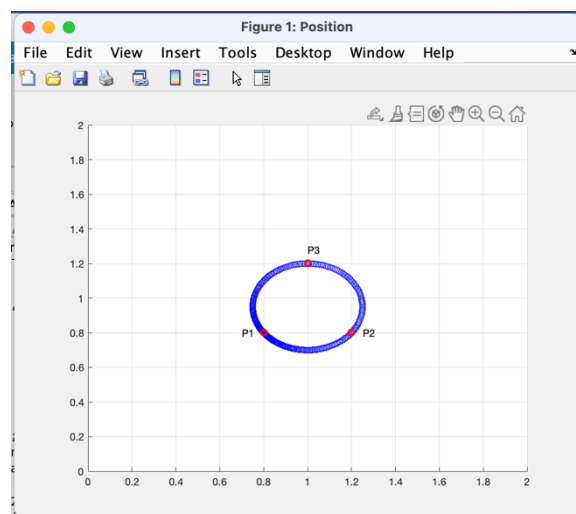 Figure 1: Position
File Edit View Insert Tools Desktop Window Help
2
1.8
1.6
1.4
P3
1.2
1
P1
P2
0.8
0.6
0.4
0.2
0
0 0.2 0.4 0.6 0.8 1 1.2 1.4 1.6 1.8 2